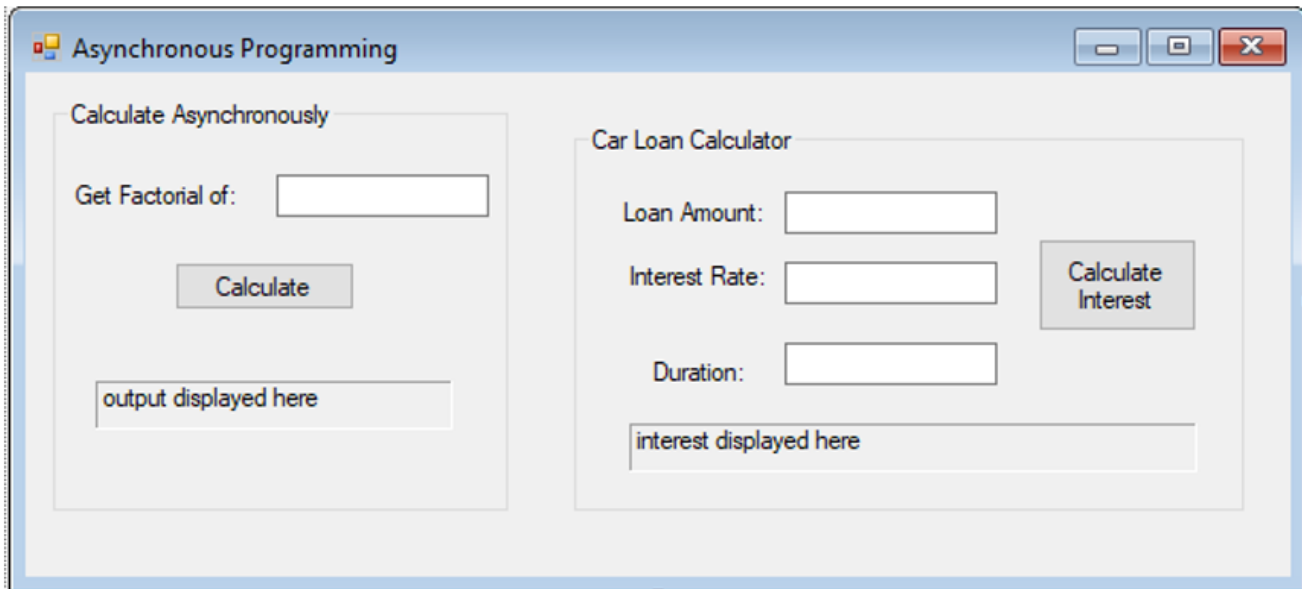 Asynchronous Programming
Calculate Asynchronously
Get Factorial of:
Calculate
output displayed here
Car Loan Calculator
Loan Amount:
Interest Rate:
Calculate
Interest
Duration:
interest displayed here